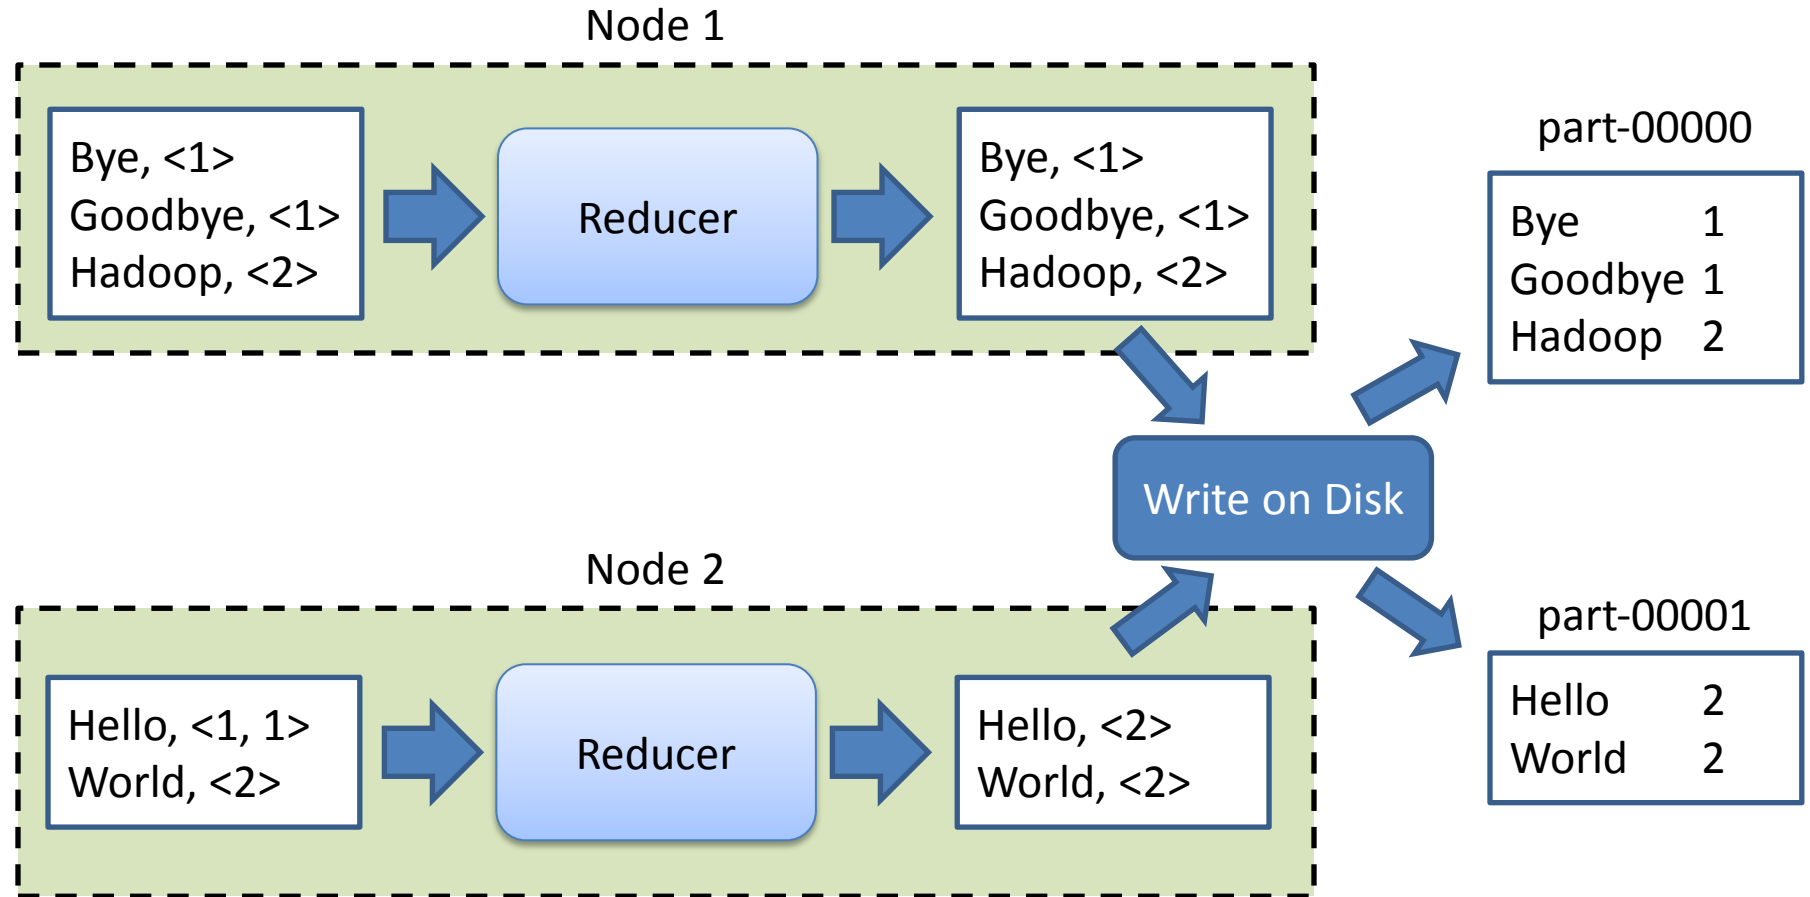 Node 1
Bye, <1>
Goodbye, <1>
Hadoop, <2>
Reducer
Bye, <1>
Goodbye, <1>
Hadoop, <2>
part-00000
Bye 1
Goodbye 1
Hadoop 2
Write on Disk
Node 2
Hello, <1, 1>
World, <2>
Reducer
Hello, <2>
World, <2>
part-00001
Hello 2
World 2